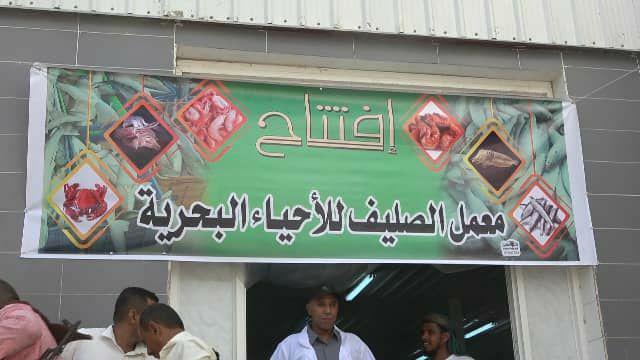 إفتتاح
معمل الصليف للأحياء البحرية